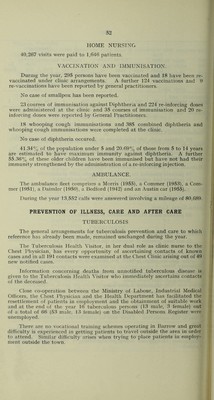 82
HOME NURSING.
40,267 visits were paid to 1,840 patients.
VACCINATION AND IMMUNISATION.
During the year, 298 persons have been vaccinated and 48 have been re-
vaccinated under clinic arrangements. A further 124 vaccinations and 9
re-vaccinations have been reported by general practitioners.
No case of smallpox has been reported.
23 courses of immunisation against Diphtheria and 224 re-inforcing doses
were administered at the clinic and 35 courses of immunisation and 20 re-
inforcing doses were reported by General Practitioners.
18 whooping cough immunisations and 988 combined diphtheria and
whooping cough immunisations were completed at the clinic.
No case of diphtheria occurred.
41.34% of the population under 5 and 20.69% of those from 5 to 14 years
are estimated to have maximum immunity against diphtheria. A further
55.36% of these older children have been immunised but have not had their
immunity strengthened by the administration of a re-inforcing injection.
AMBULANCE.
The ambulance fleet comprises a Morris (1955), a Commer (1955), a Com-
mer (1951), a Daimler (1950), a Bedford (1942) and an Austin car (1955).
During the year 13,852 calls were answered involving a mileage of 60,600.
PREVENTION OF ILLNESS, CARE AND AFTER CARE
TUBERCULOSIS
The general arrangements for tuberculosis prevention and care to which
reference has already been made, remained unchanged during the year.
The Tuberculosis Health Visitor, in her dual role as clinic nurse to the
Chest Physician, has every opportunity of ascertaining contacts of known
cases and in all 191 contacts were examined at the Chest Clinic arising out of 49
new notified cases.
Information concerning deaths from unnotified tuberculous disease is
given to the Tuberculosis Health Visitor who immediately ascertains contacts
of the deceased.
Close co-operation between the Ministry of Labour, Industrial Medical
Officers, the Chest Physician and the Health Department has facilitated the
resettlement of patients in employment and the obtainment of suitable work
and at the end of the year 16 tuberculous persons (13 male, 3 female) out
of a total of 66 (53 male, 13 female) on the Disabled Persons Register were
unemployed.
There are no vocational training schemes operating in Barrow and great
difficulty is experienced in getting patients to travel outside the area in order
to attend. Similar difficulty arises when trying to place patients in employ-
ment outside the town.